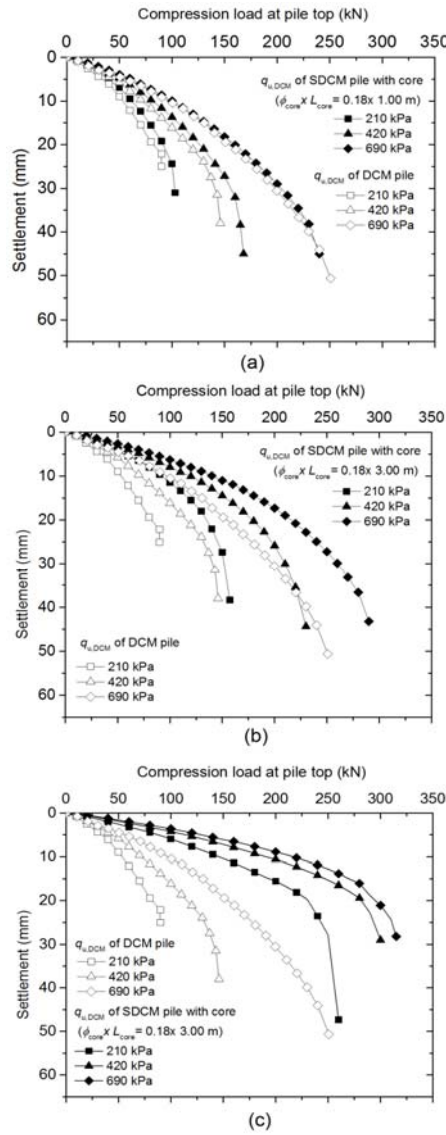 Compression load at pile top (kN)
0 50 100 150 200 250 300 350
0
10
20
30
40
50
60
Settlement (mm)
qu,DCM of SDCM pile with core
(ϕcore x Lcore = 0.18x 1.00 m)
210 kPa
420 kPa
690 kPa
qu,DCM of DCM pile
210 kPa
420 kPa
690 kPa
(a)
Compression load at pile top (kN)
0 50 100 150 200 250 300 350
0
10
20
30
40
50
60
Settlement (mm)
qu,DCM of SDCM pile with core
(ϕcore x Lcore = 0.18x 3.00 m)
210 kPa
420 kPa
690 kPa
qu,DCM of DCM pile
210 kPa
420 kPa
690 kPa
(b)
Compression load at pile top (kN)
0 50 100 150 200 250 300 350
0
10
20
30
40
50
60
Settlement (mm)
qu,DCM of DCM pile
210 kPa
420 kPa
690 kPa
qu,DCM of SDCM pile with core
(ϕcore x Lcore = 0.18x 3.00 m)
210 kPa
420 kPa
690 kPa
(c)